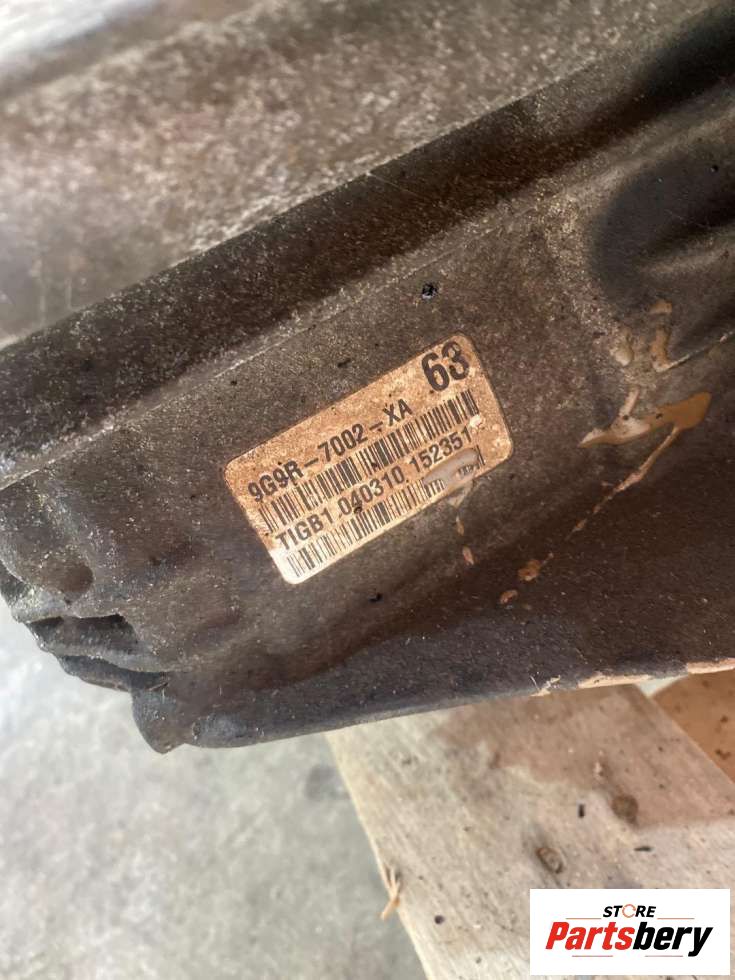 63
9G9R-7002-XA
TIGB1 040310 152351
STORE
Partsbery